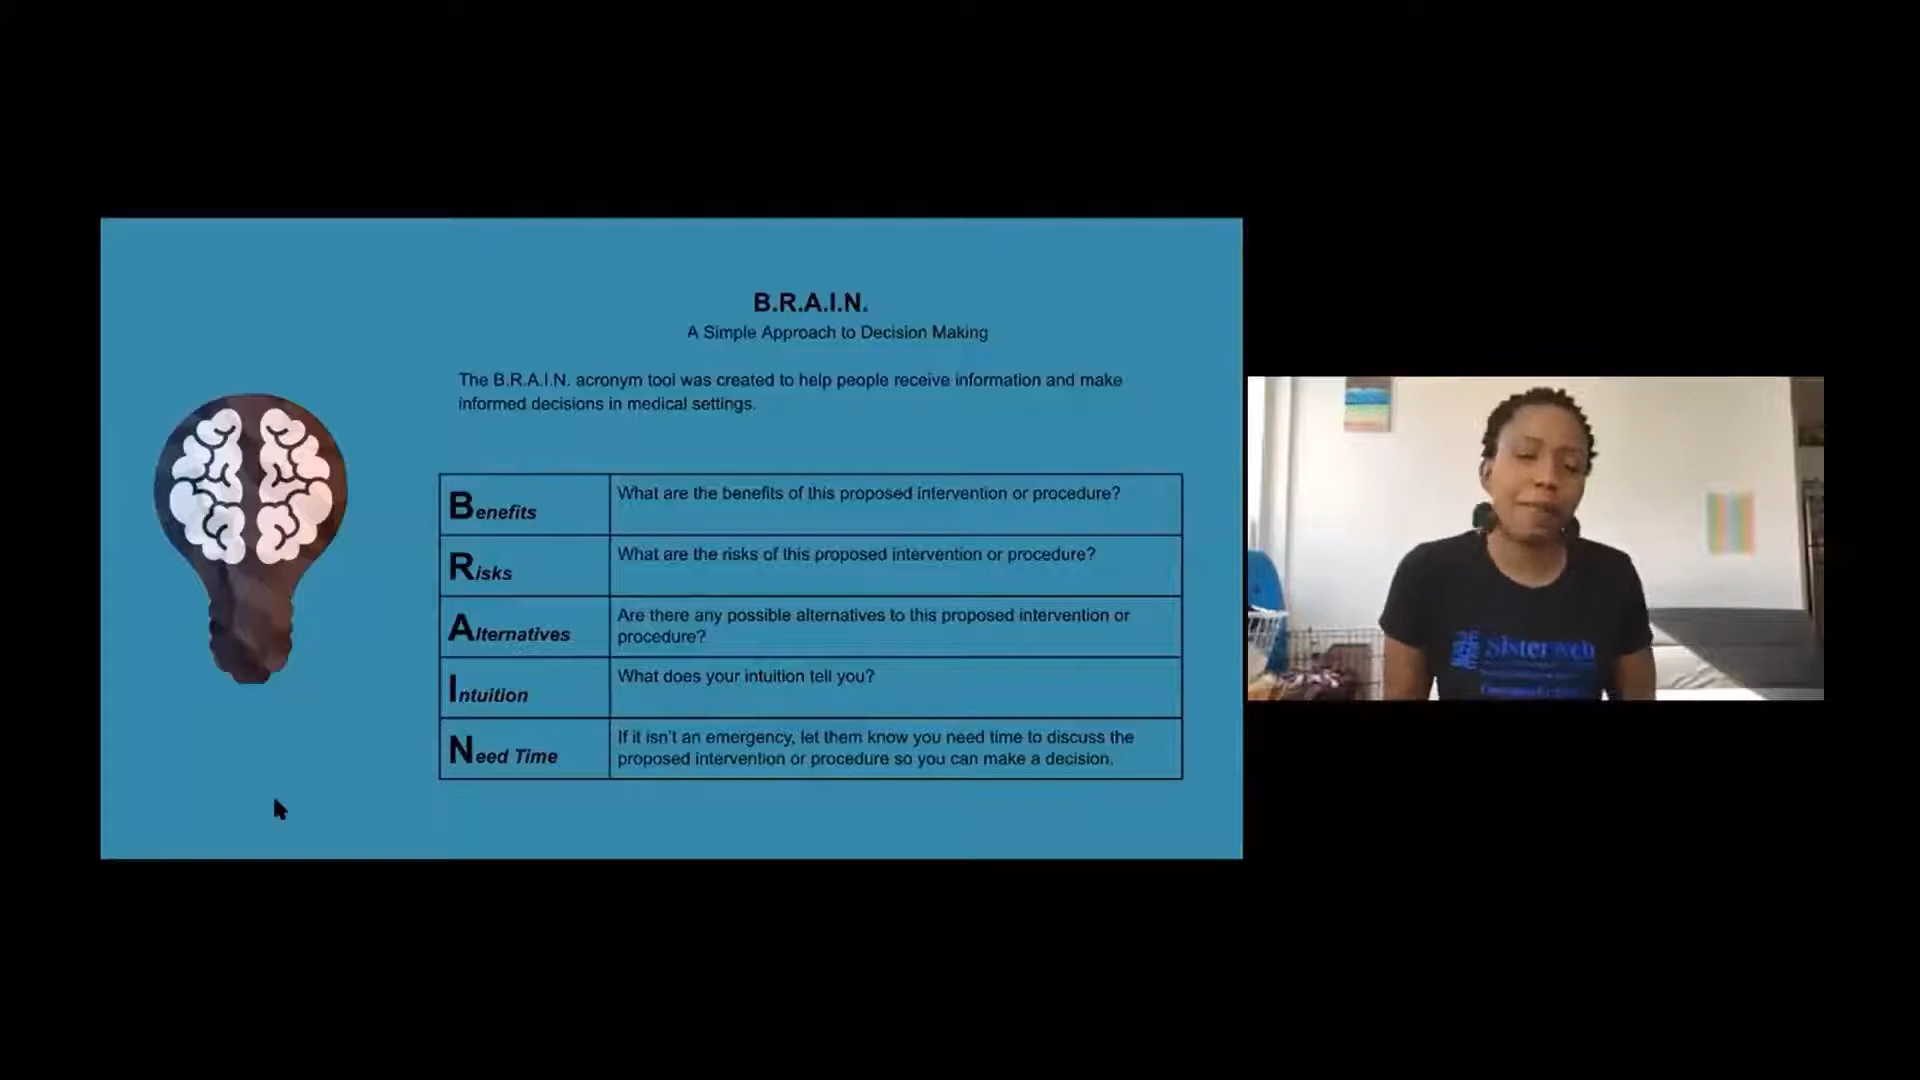 B.R.A.I.N.
A Simple Approach to Decision Making
The B.R.A.I.N. acronym tool was created to help people receive information and make
informed decisions in medical settings.
Benefits
What are the benefits of this proposed intervention or procedure?
Risks
What are the risks of this proposed intervention or procedure?
Alternatives
Are there any possible alternatives to this proposed intervention or
procedure?
Intuition
What does your intuition tell you?
Need Time
If it isn't an emergency, let them know you need time to discuss the
proposed intervention or procedure so you can make a decision.
Sisterweb